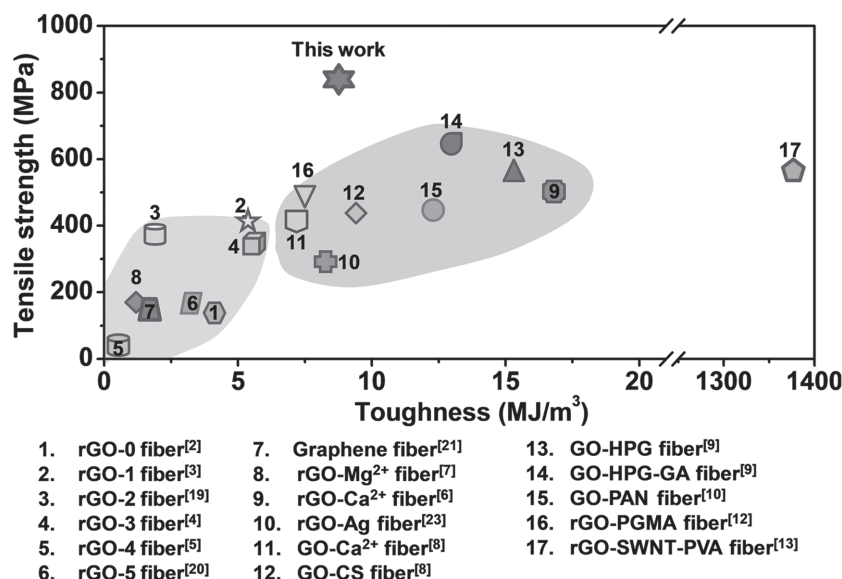 1000
800
600
400
200
0
Tensile strength (MPa)
This work
14
13
17
16
12
15
9
2
3
11
4
10
8
7
6
1
5
0 5 10 15 20 1300 1400
Toughness (MJ/m³)
1. rGO-0 fiber[2]
2. rGO-1 fiber[3]
3. rGO-2 fiber[19]
4. rGO-3 fiber[4]
5. rGO-4 fiber[5]
6. rGO-5 fiber[20]
7. Graphene fiber[21]
8. rGO-Mg²⁺ fiber[7]
9. rGO-Ca²⁺ fiber[6]
10. rGO-Ag fiber[23]
11. GO-Ca²⁺ fiber[8]
12. GO-CS fiber[8]
13. GO-HPG fiber[9]
14. GO-HPG-GA fiber[9]
15. GO-PAN fiber[10]
16. rGO-PGMA fiber[12]
17. rGO-SWNT-PVA fiber[13]